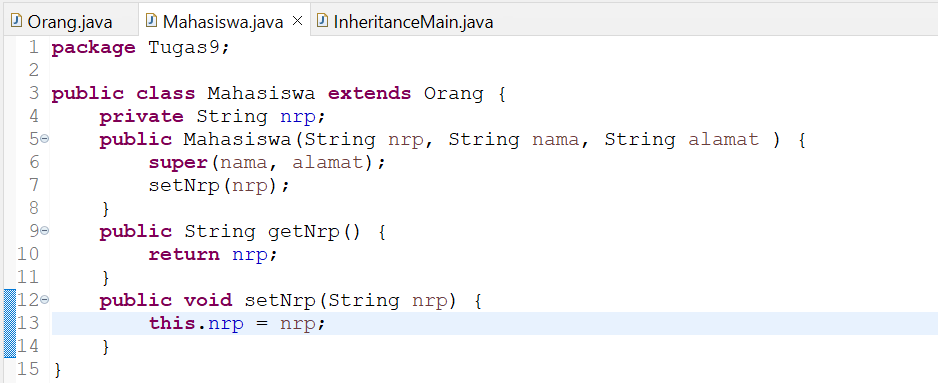 Orang.java Mahasiswa.java InheritanceMain.java
1 package Tugas9;
2
3 public class Mahasiswa extends Orang {
4     private String nrp;
5     public Mahasiswa(String nrp, String nama, String alamat ) {
6         super(nama, alamat);
7         setNrp(nrp);
8     }
9     public String getNrp() {
10         return nrp;
11     }
12     public void setNrp(String nrp) {
13         this.nrp = nrp;
14     }
15 }